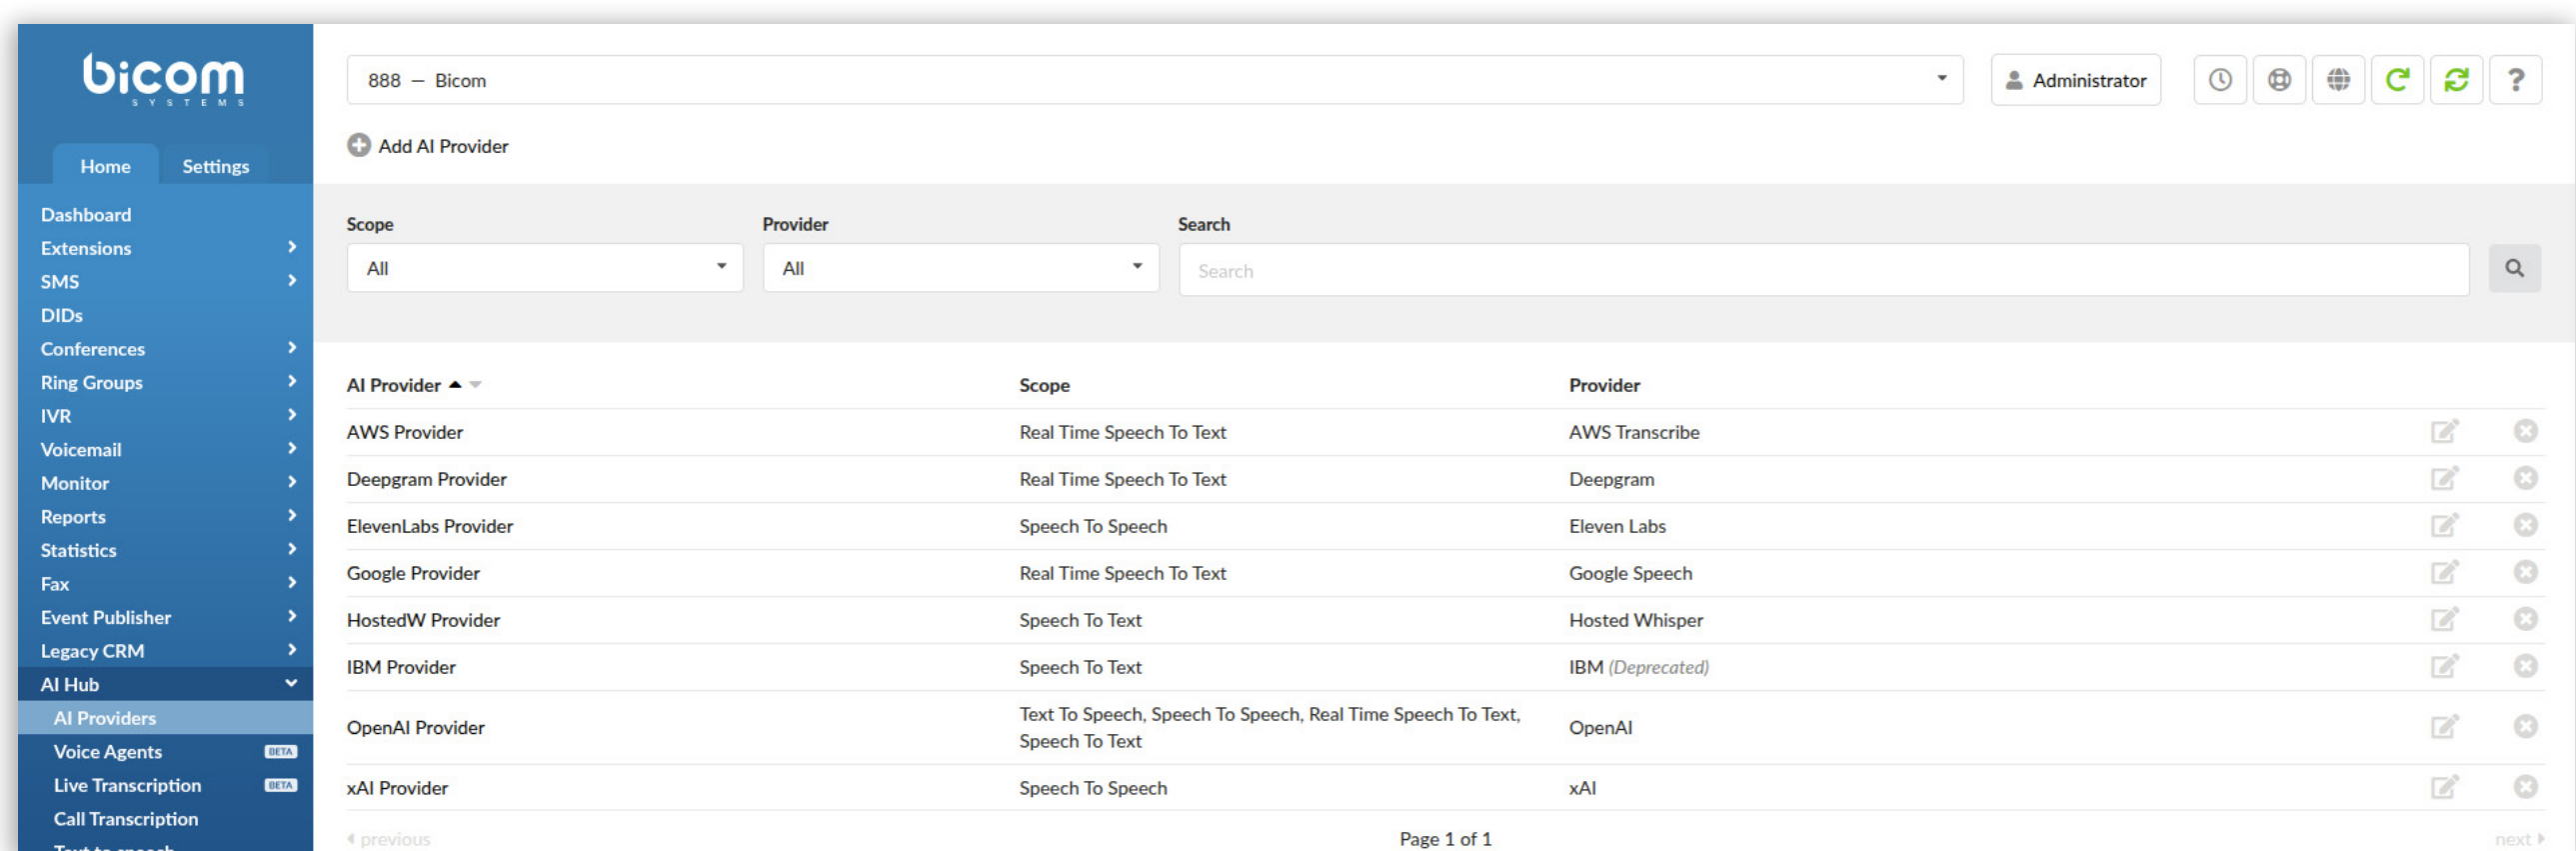 bicom
SYSTEMS
888 – Bicom
Administrator
Add AI Provider
Home
Settings
Dashboard
Extensions
SMS
DIDs
Conferences
Ring Groups
IVR
Voicemail
Monitor
Reports
Statistics
Fax
Event Publisher
Legacy CRM
AI Hub
AI Providers
Voice Agents BETA
Live Transcription BETA
Call Transcription
Text to speech
Scope
Provider
Search
All
All
Search
AI Provider Scope Provider
AWS Provider Real Time Speech To Text AWS Transcribe
Deepgram Provider Real Time Speech To Text Deepgram
ElevenLabs Provider Speech To Speech Eleven Labs
Google Provider Real Time Speech To Text Google Speech
HostedW Provider Speech To Text Hosted Whisper
IBM Provider Speech To Text IBM (Deprecated)
OpenAI Provider Text To Speech, Speech To Speech, Real Time Speech To Text, OpenAI
Speech To Text
xAI Provider Speech To Speech xAI
previous Page 1 of 1 next